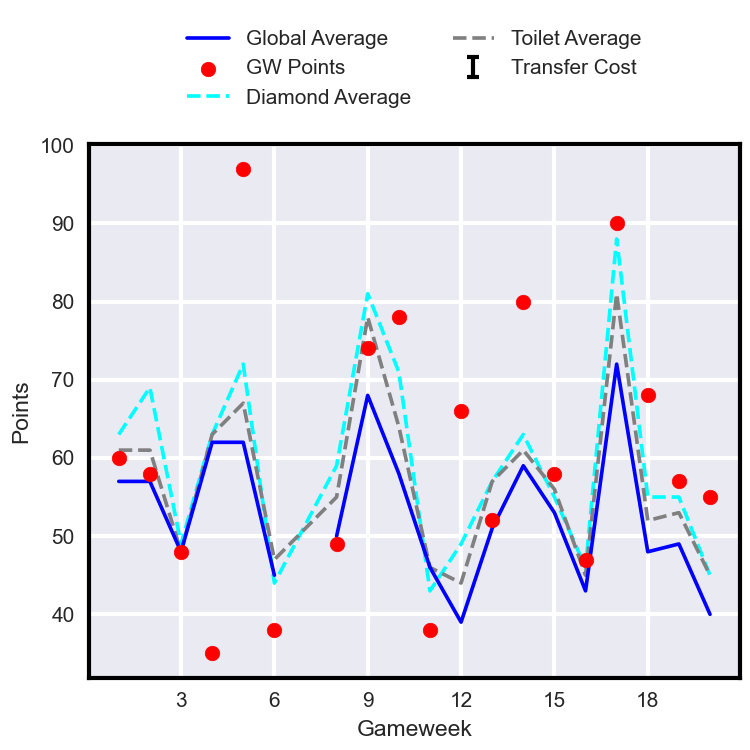 Global Average
GW Points
Diamond Average
Toilet Average
Transfer Cost
100
90
80
70
60
50
40
Points
3 6 9 12 15 18
Gameweek